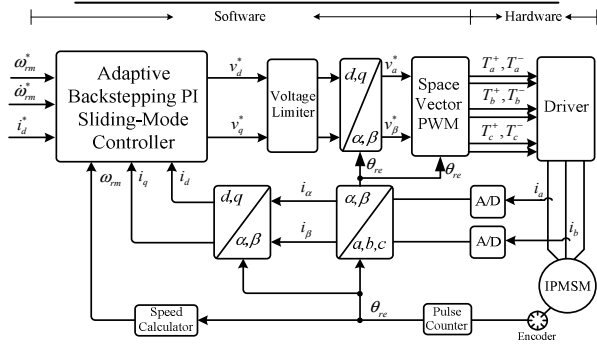 Software
Hardware
ω*rm
ω̇*rm
i*d
Adaptive
Backstepping PI
Sliding-Mode
Controller
v*d
v*q
Voltage
Limiter
d,q
α,β
v*α
v*β
Space
Vector
PWM
T+a, T−a
T+b, T−b
T+c, T−c
Driver
θre
θre
ωrm
iq
id
d,q
α,β
iα
iβ
α,β
a,b,c
A/D
A/D
ia
ib
IPMSM
Speed
Calculator
θre
Pulse
Counter
Encoder